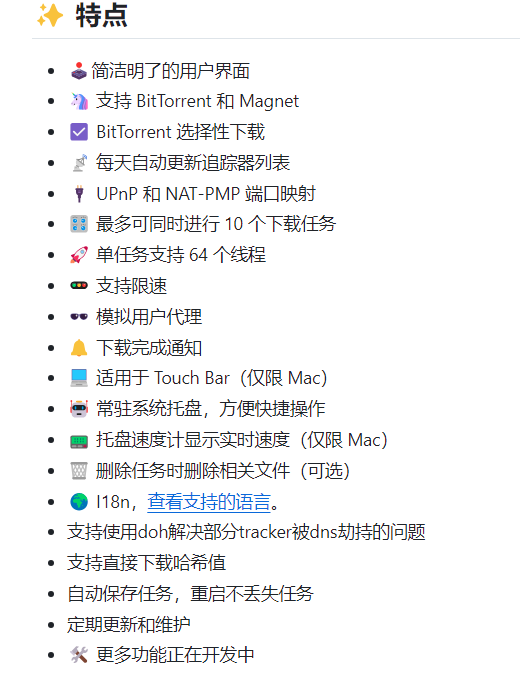 ✨ 特点
🕹️ 简洁明了的用户界面
🦄 支持 BitTorrent 和 Magnet
☑️ BitTorrent 选择性下载
📡 每天自动更新追踪器列表
🔌 UPnP 和 NAT-PMP 端口映射
🎛️ 最多可同时进行 10 个下载任务
🚀 单任务支持 64 个线程
🚥 支持限速
🕶️ 模拟用户代理
🔔 下载完成通知
💻 适用于 Touch Bar（仅限 Mac）
🤖 常驻系统托盘，方便快捷操作
📟 托盘速度计显示实时速度（仅限 Mac）
🗑️ 删除任务时删除相关文件（可选）
🌍 I18n，查看支持的语言。
支持使用doh解决部分tracker被dns劫持的问题
支持直接下载哈希值
自动保存任务，重启不丢失任务
定期更新和维护
🛠️ 更多功能正在开发中